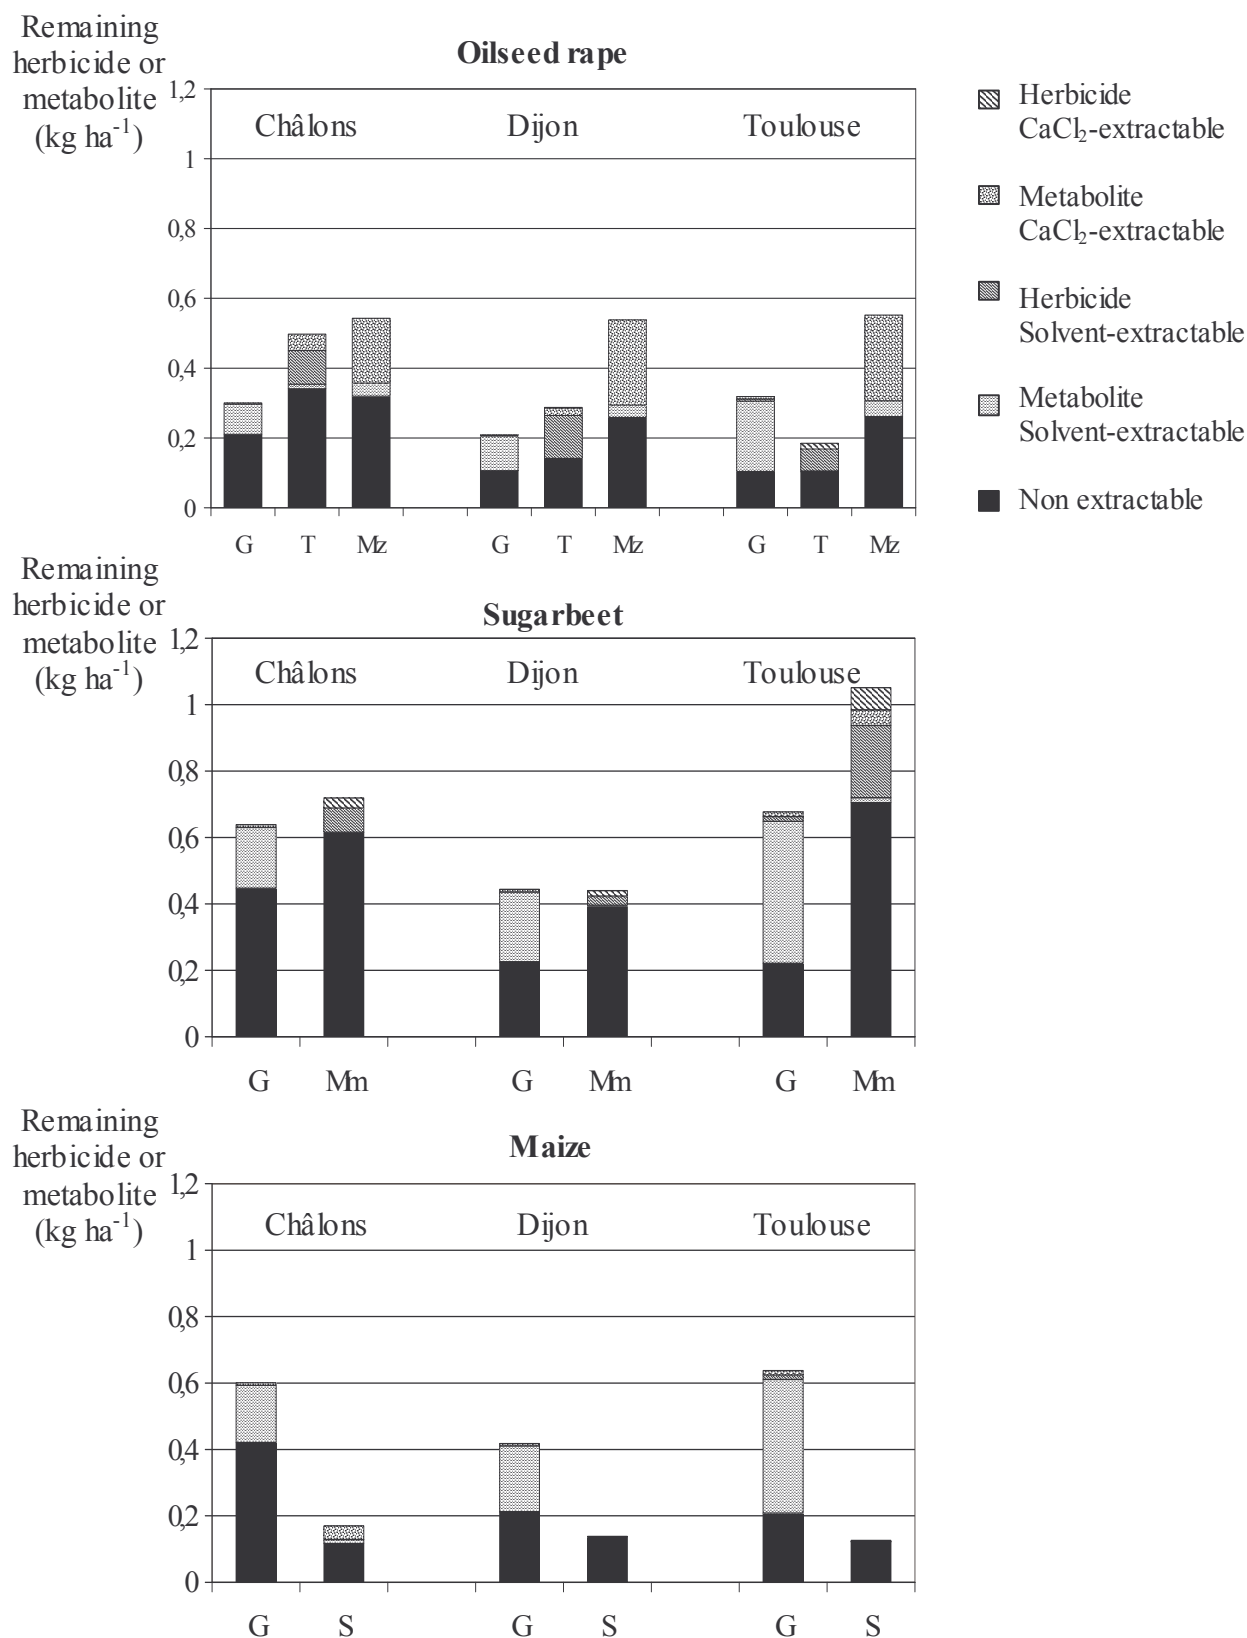 Remaining
herbicide or
metabolite
(kg ha⁻¹)
Oilseed rape
1,2
1
0,8
0,6
0,4
0,2
0
Châlons Dijon Toulouse
G T Mz G T Mz G T Mz
Herbicide
CaCl₂-extractable
Metabolite
CaCl₂-extractable
Herbicide
Solvent-extractable
Metabolite
Solvent-extractable
Non extractable
Remaining
herbicide or
metabolite
(kg ha⁻¹)
Sugarbeet
1,2
1
0,8
0,6
0,4
0,2
0
Châlons Dijon Toulouse
G Mm G Mm G Mm
Remaining
herbicide or
metabolite
(kg ha⁻¹)
Maize
1,2
1
0,8
0,6
0,4
0,2
0
Châlons Dijon Toulouse
G S G S G S